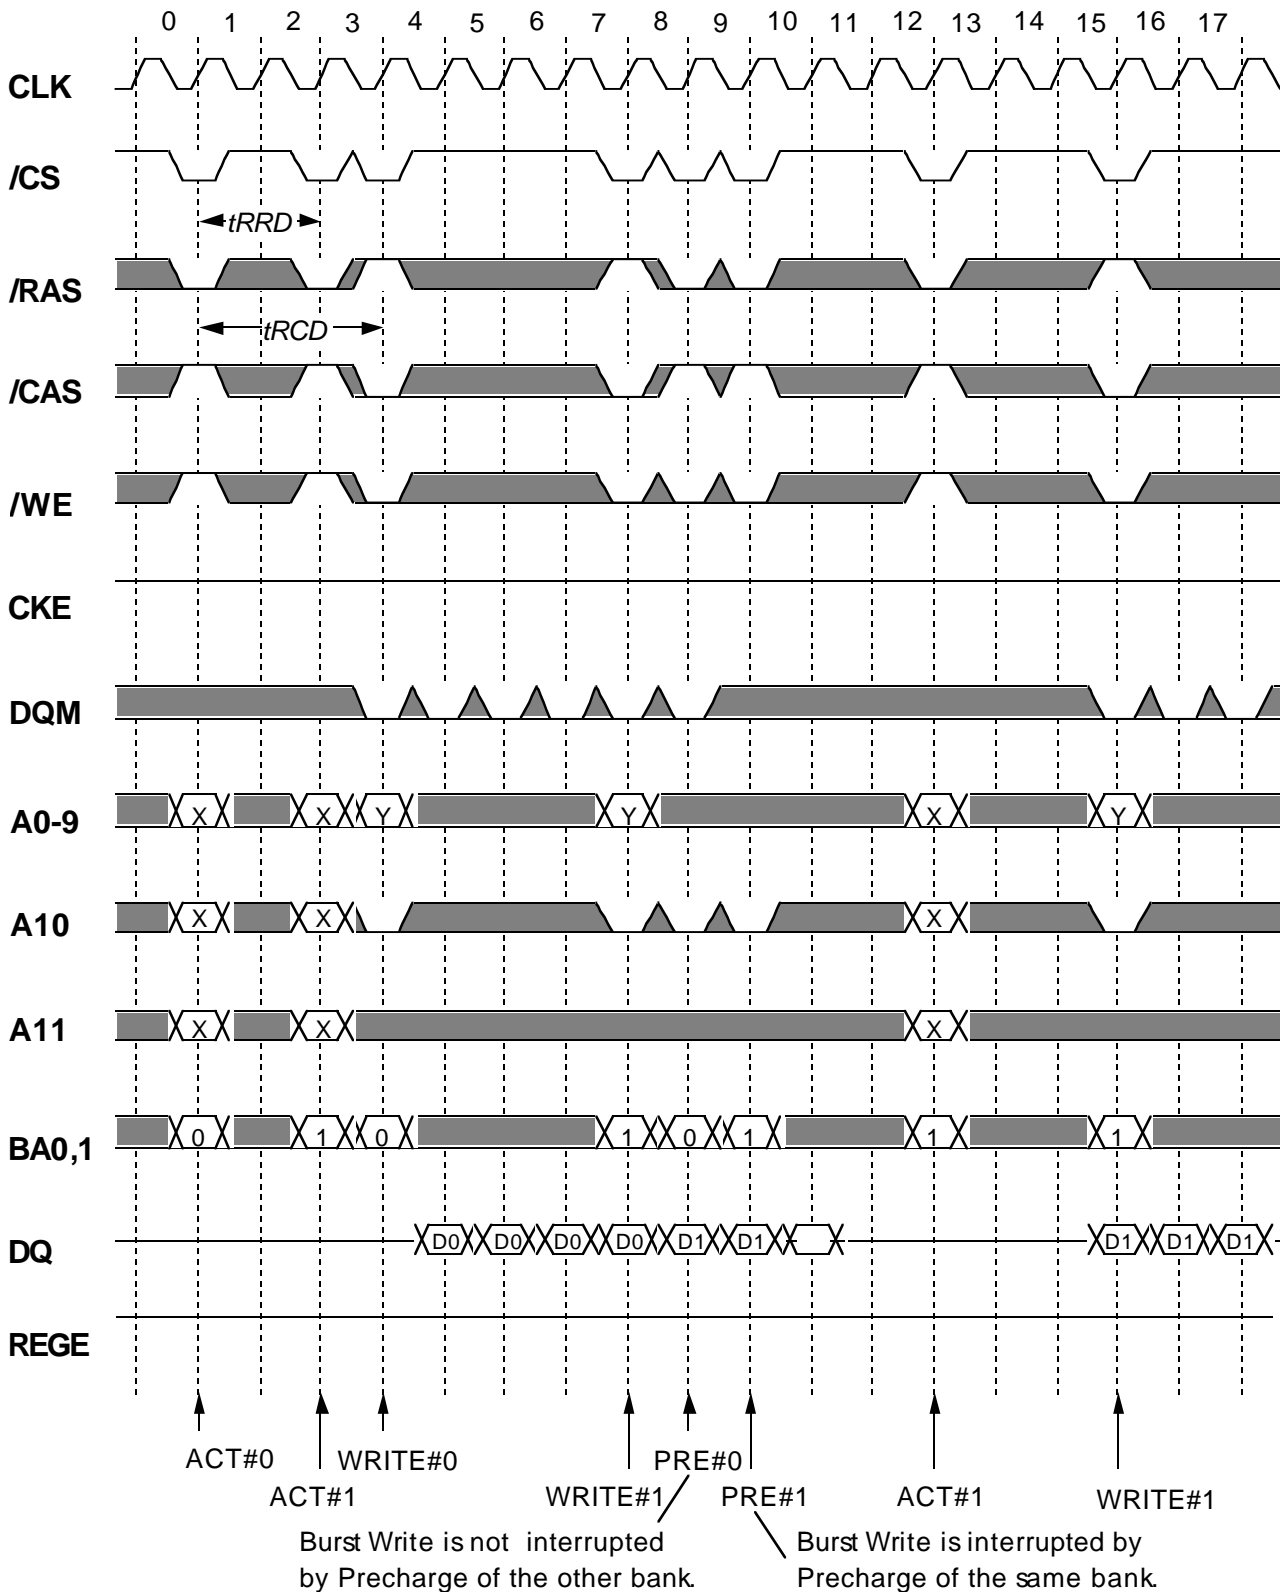 0 1 2 3 4 5 6 7 8 9 10 11 12 13 14 15 16 17
CLK
/CS
tRRD
/RAS
tRCD
/CAS
/WE
CKE
DQM
A0-9 X X Y Y X Y
A10 X X X
A11 X X X
BA0,1 0 1 0 1 0 1 1 1
DQ D0 D0 D0 D0 D1 D1 D1 D1 D1
REGE
ACT#0 WRITE#0 PRE#0
ACT#1 WRITE#1 PRE#1 ACT#1 WRITE#1
Burst Write is not interrupted Burst Write is interrupted by
by Precharge of the other bank. Precharge of the same bank.